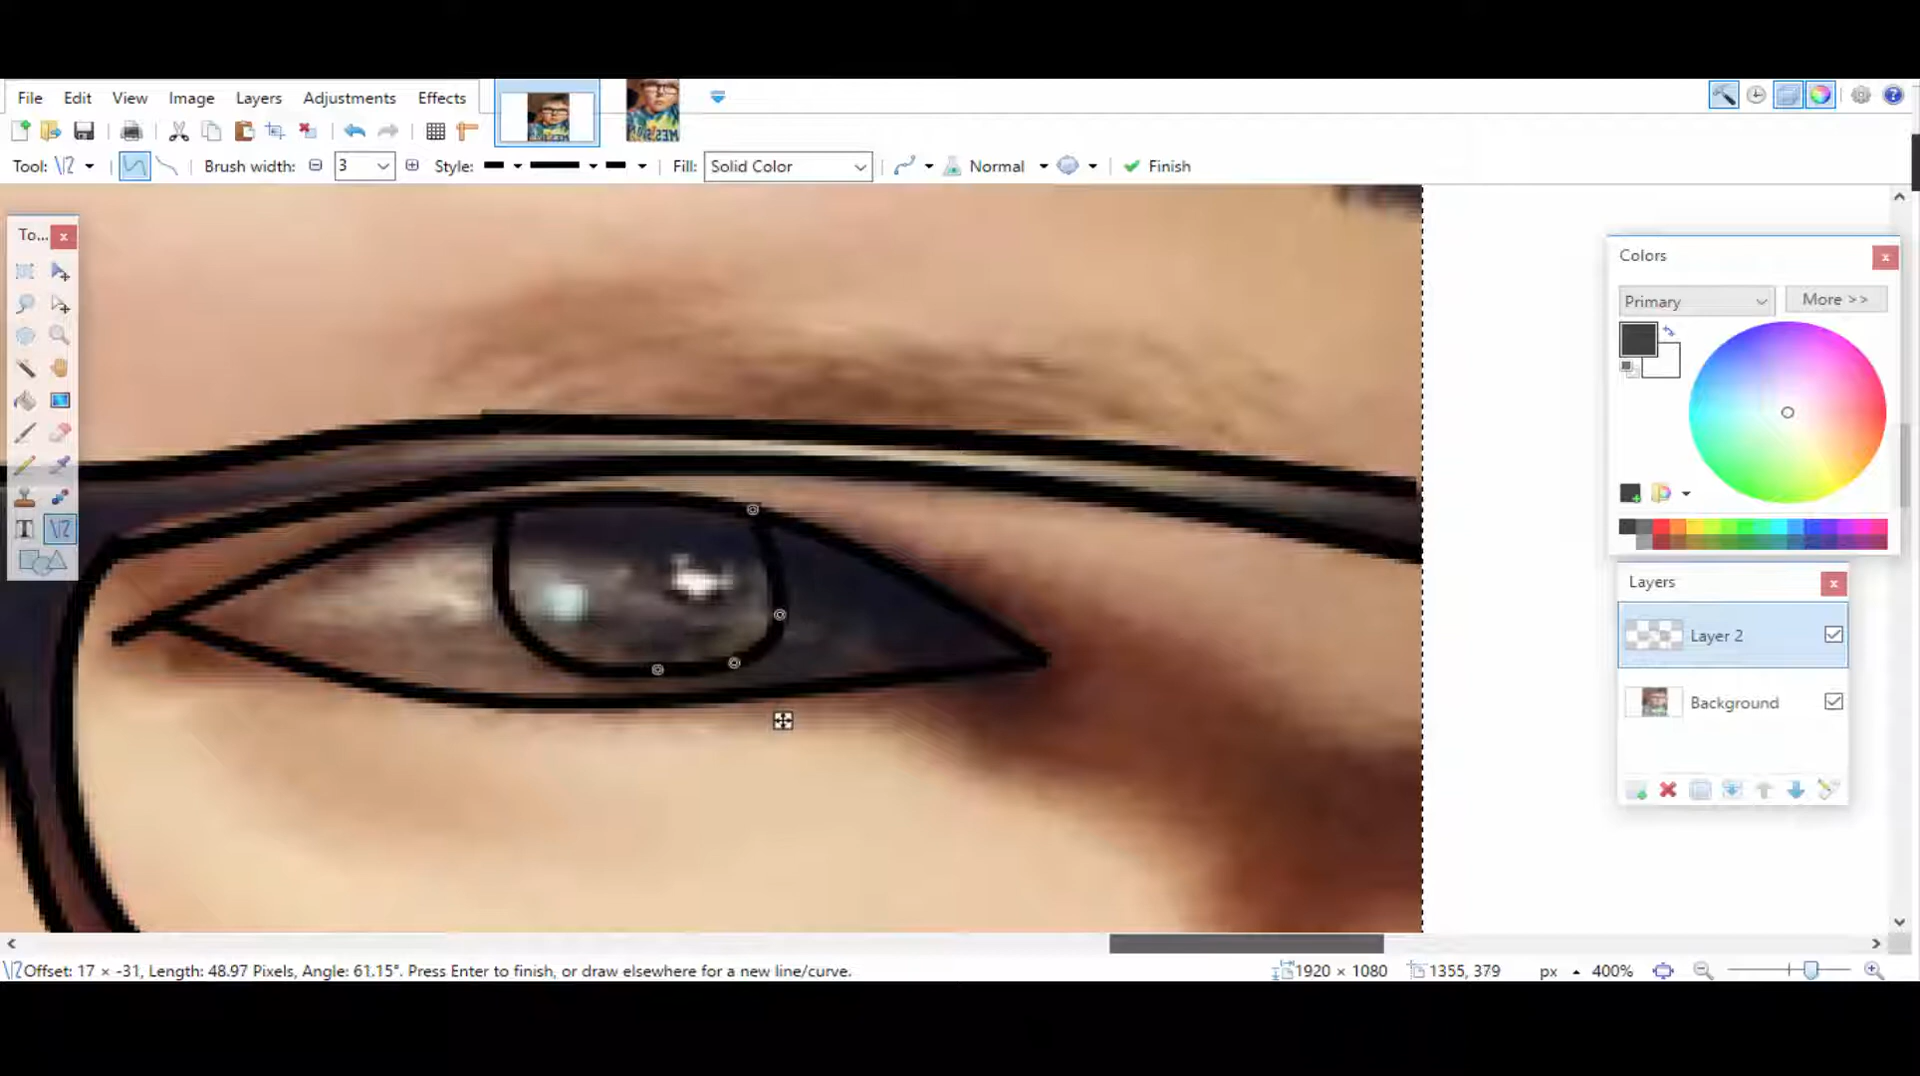 File Edit View Image Layers Adjustments Effects
Tool: Brush width: 3 Style: Fill: Solid Color Normal Finish
To...
Colors
Primary More >>
T
Layers
Layer 2
Background
Offset: 17 × -31, Length: 48.97 Pixels, Angle: 61.15°. Press Enter to finish, or draw elsewhere for a new line/curve. 1920 × 1080 1355, 379 px 400%